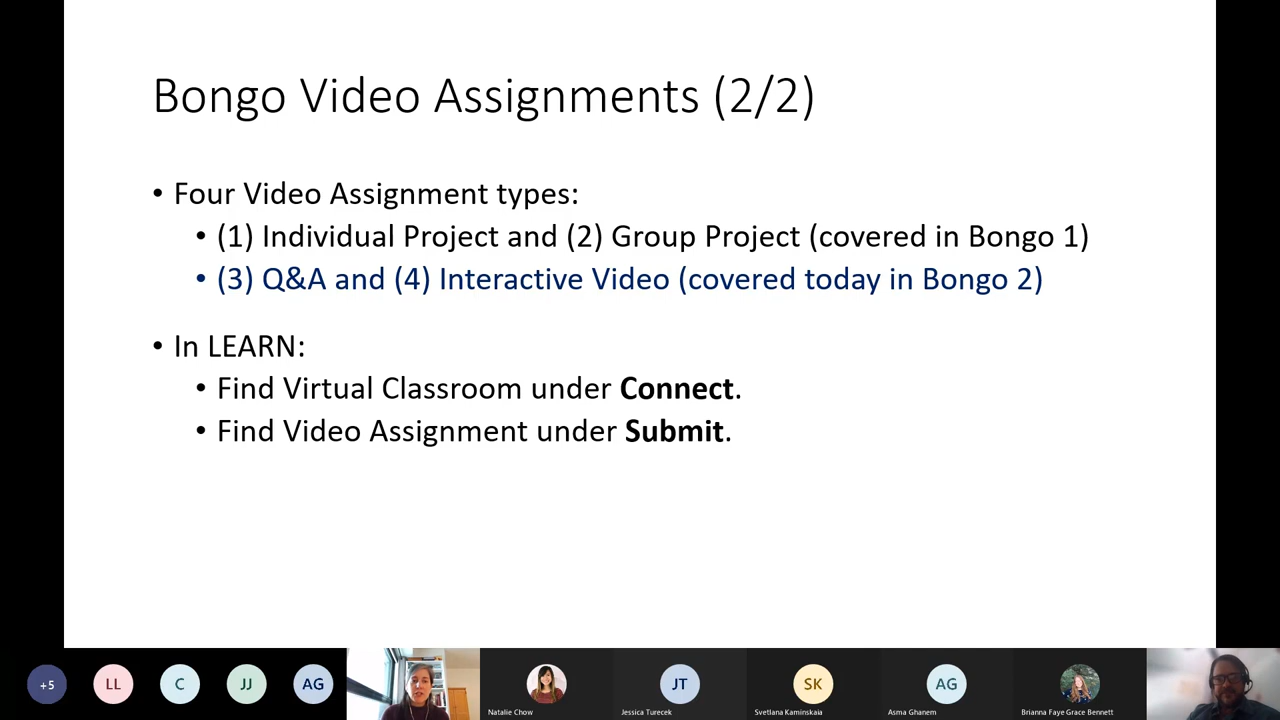 Bongo Video Assignments (2/2)
• Four Video Assignment types:
• (1) Individual Project and (2) Group Project (covered in Bongo 1)
• (3) Q&A and (4) Interactive Video (covered today in Bongo 2)
• In LEARN:
• Find Virtual Classroom under Connect.
• Find Video Assignment under Submit.
+5 LL C JJ AG JT SK AG
Natalie Chow Jessica Turecek Svetlana Kaminskaia Asma Ghanem Brianna Faye Grace Bennett